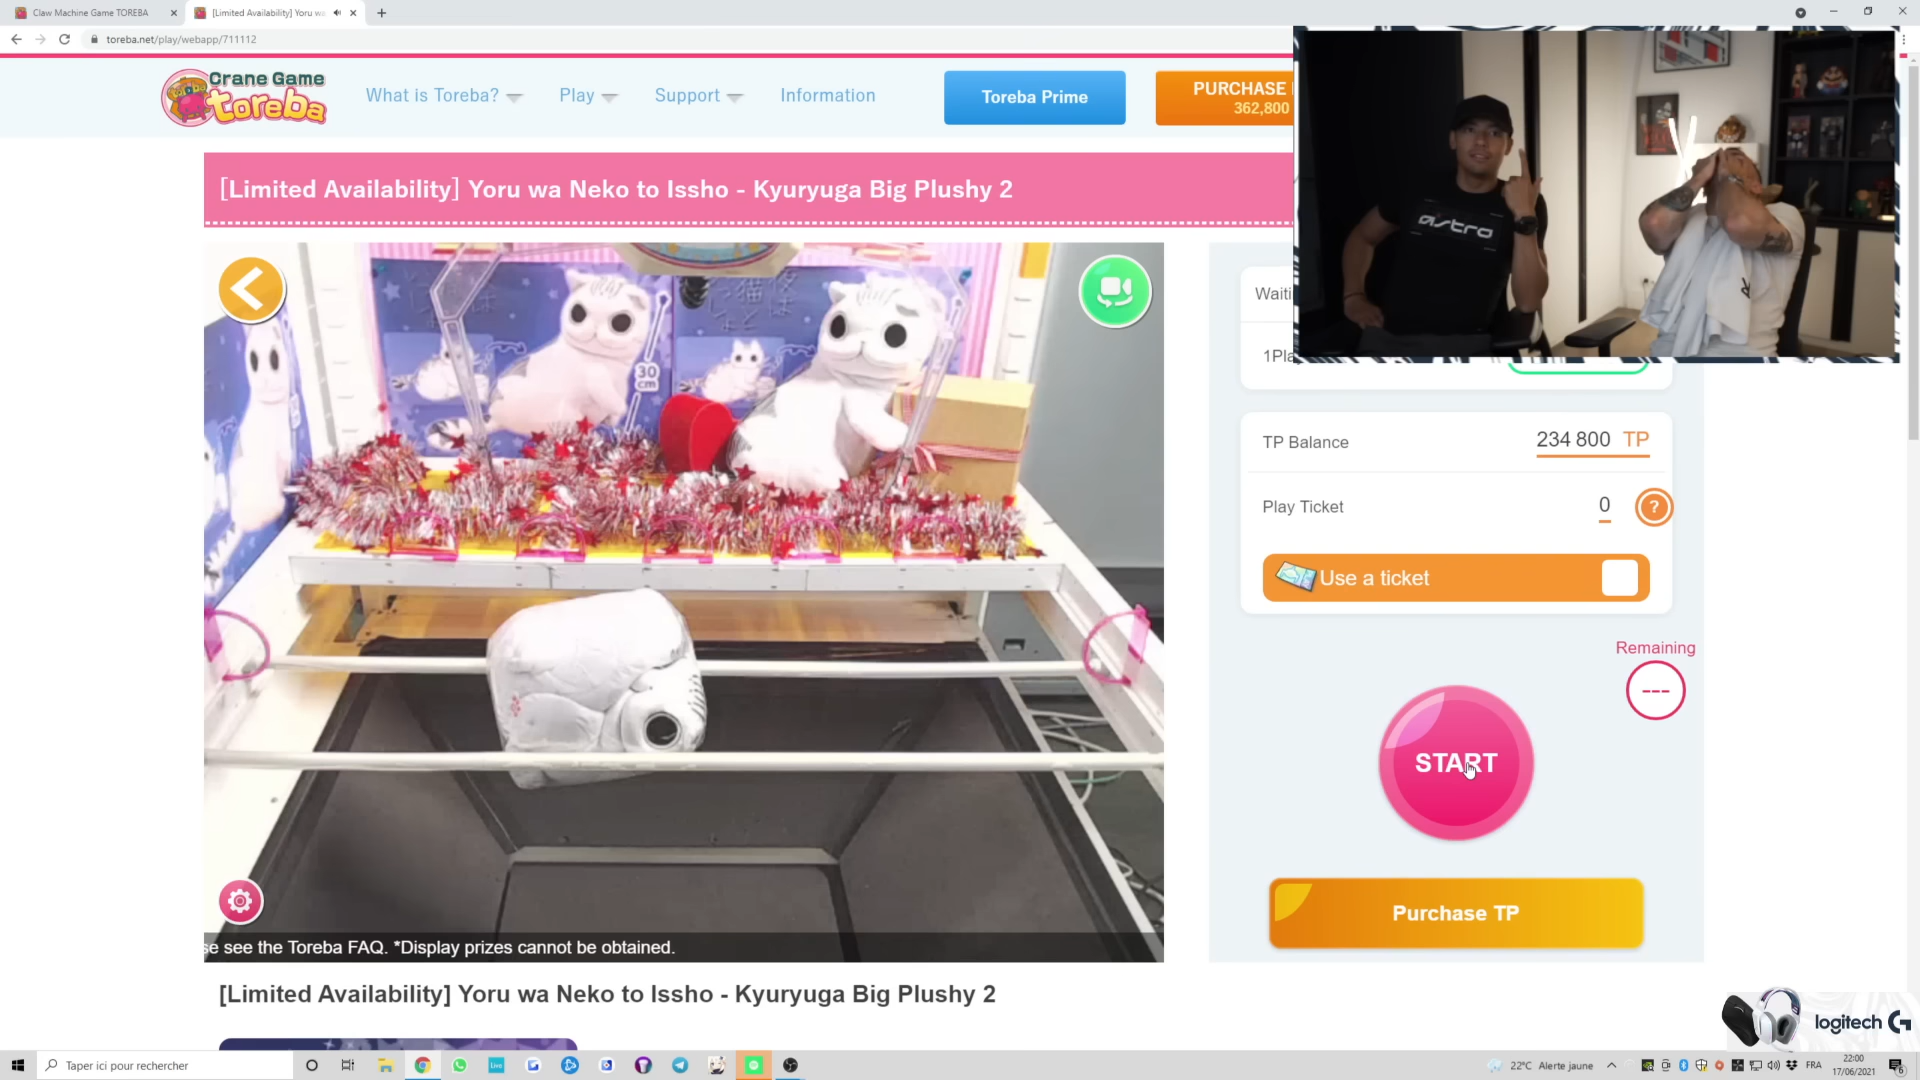 Claw Machine Game TOREBA
[Limited Availability] Yoru wa
toreba.net/play/webapp/711112
Crane Game
toreba
What is Toreba?
Play
Support
Information
Toreba Prime
PURCHASE
362,800
[Limited Availability] Yoru wa Neko to Issho - Kyuryuga Big Plushy 2
astro
30
cm
Waiti
1Pla
TP Balance
234 800 TP
Play Ticket
0
?
Use a ticket
Remaining
---
START
Purchase TP
se see the Toreba FAQ. *Display prizes cannot be obtained.
[Limited Availability] Yoru wa Neko to Issho - Kyuryuga Big Plushy 2
logitech G
Taper ici pour rechercher
Live
22°C Alerte jaune
FRA
22:00
17/06/2021
6